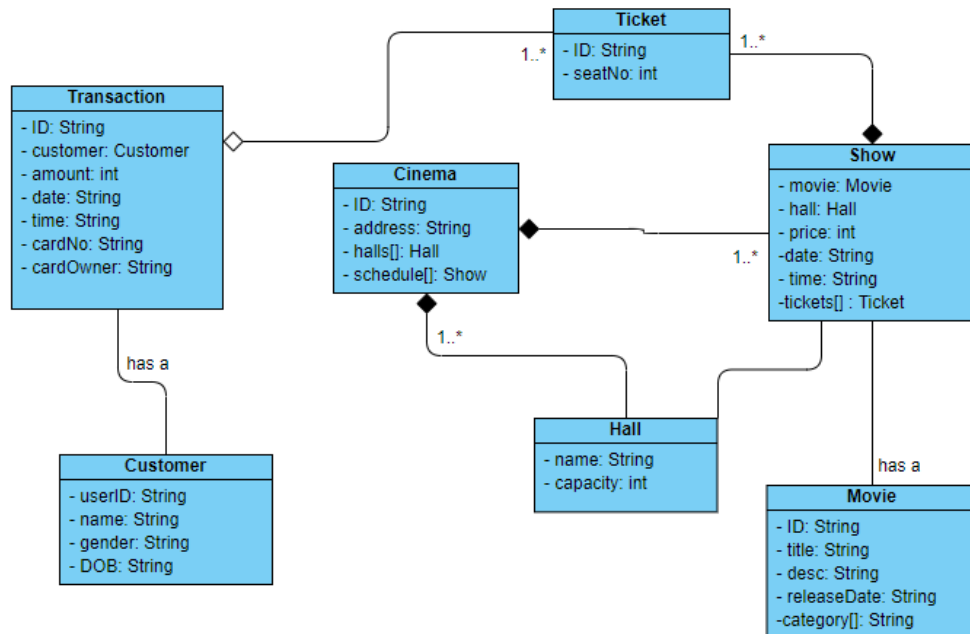 Ticket
- ID: String
- seatNo: int
1..*
1..*
Transaction
- ID: String
- customer: Customer
- amount: int
- date: String
- time: String
- cardNo: String
- cardOwner: String
Cinema
- ID: String
- address: String
- halls[]: Hall
- schedule[]: Show
Show
- movie: Movie
- hall: Hall
- price: int
-date: String
- time: String
-tickets[] : Ticket
1..*
1..*
has a
Hall
- name: String
- capacity: int
Customer
- userID: String
- name: String
- gender: String
- DOB: String
has a
Movie
- ID: String
- title: String
- desc: String
- releaseDate: String
-category[]: String